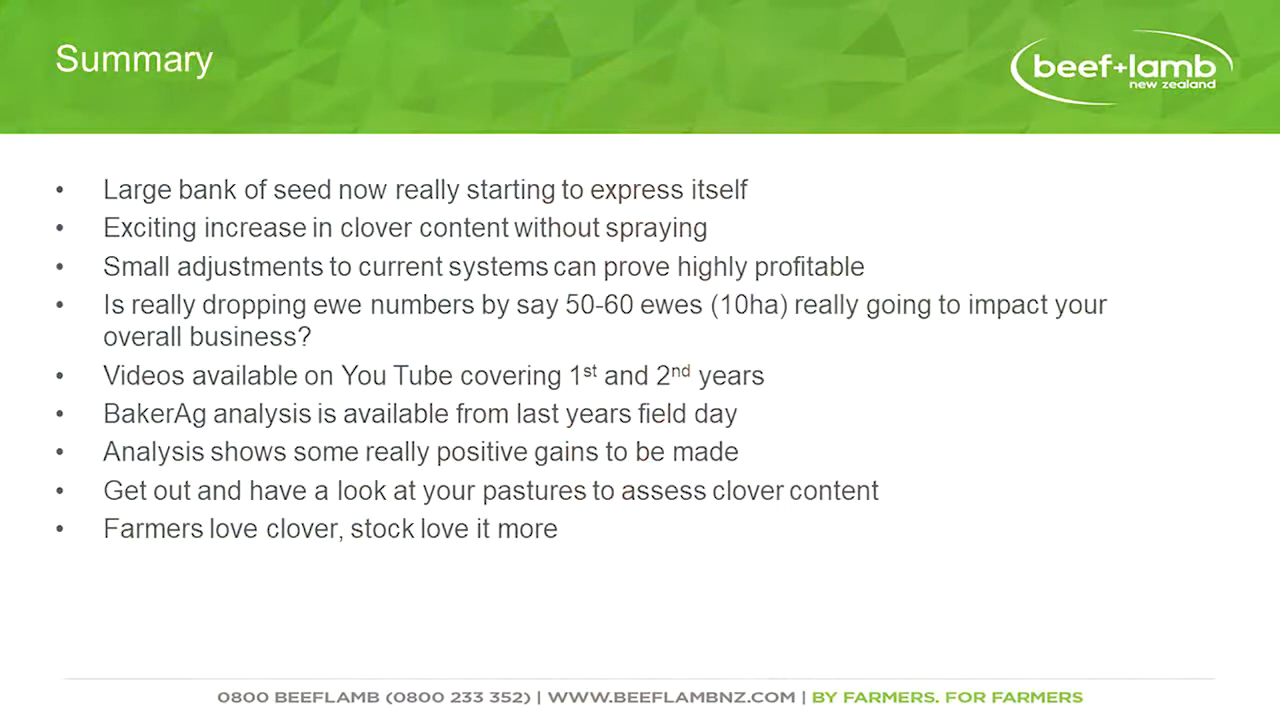 Summary
beef+lamb
new zealand
• Large bank of seed now really starting to express itself
• Exciting increase in clover content without spraying
• Small adjustments to current systems can prove highly profitable
• Is really dropping ewe numbers by say 50-60 ewes (10ha) really going to impact your
overall business?
• Videos available on You Tube covering 1st and 2nd years
• BakerAg analysis is available from last years field day
• Analysis shows some really positive gains to be made
• Get out and have a look at your pastures to assess clover content
• Farmers love clover, stock love it more
0800 BEEFLAMB (0800 233 352) | WWW.BEEFLAMBNZ.COM | BY FARMERS. FOR FARMERS